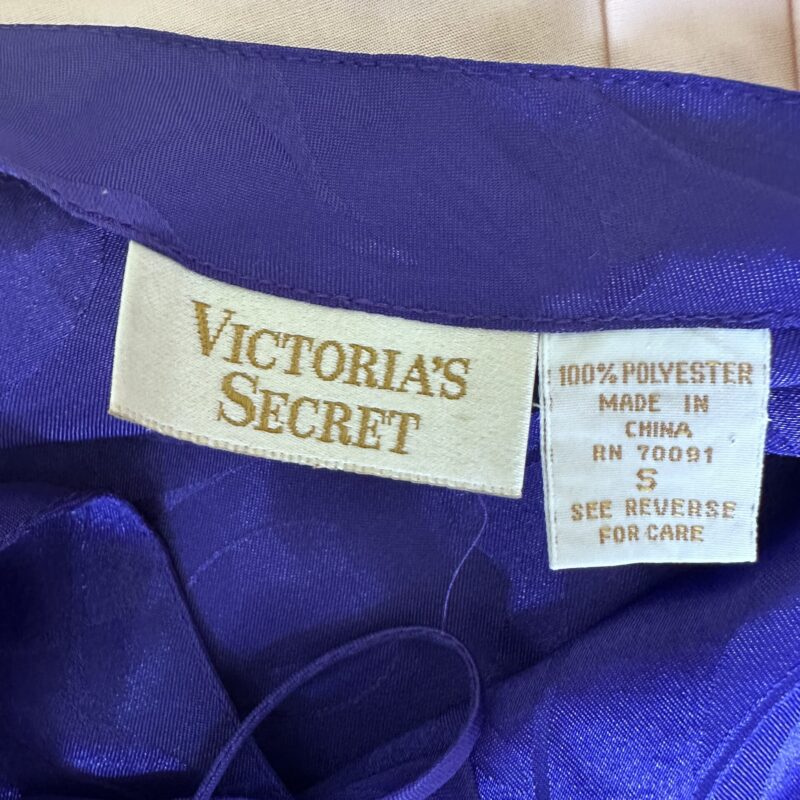 VICTORIA'S
SECRET
100% POLYESTER
MADE IN
CHINA
RN 70091
S
SEE REVERSE
FOR CARE